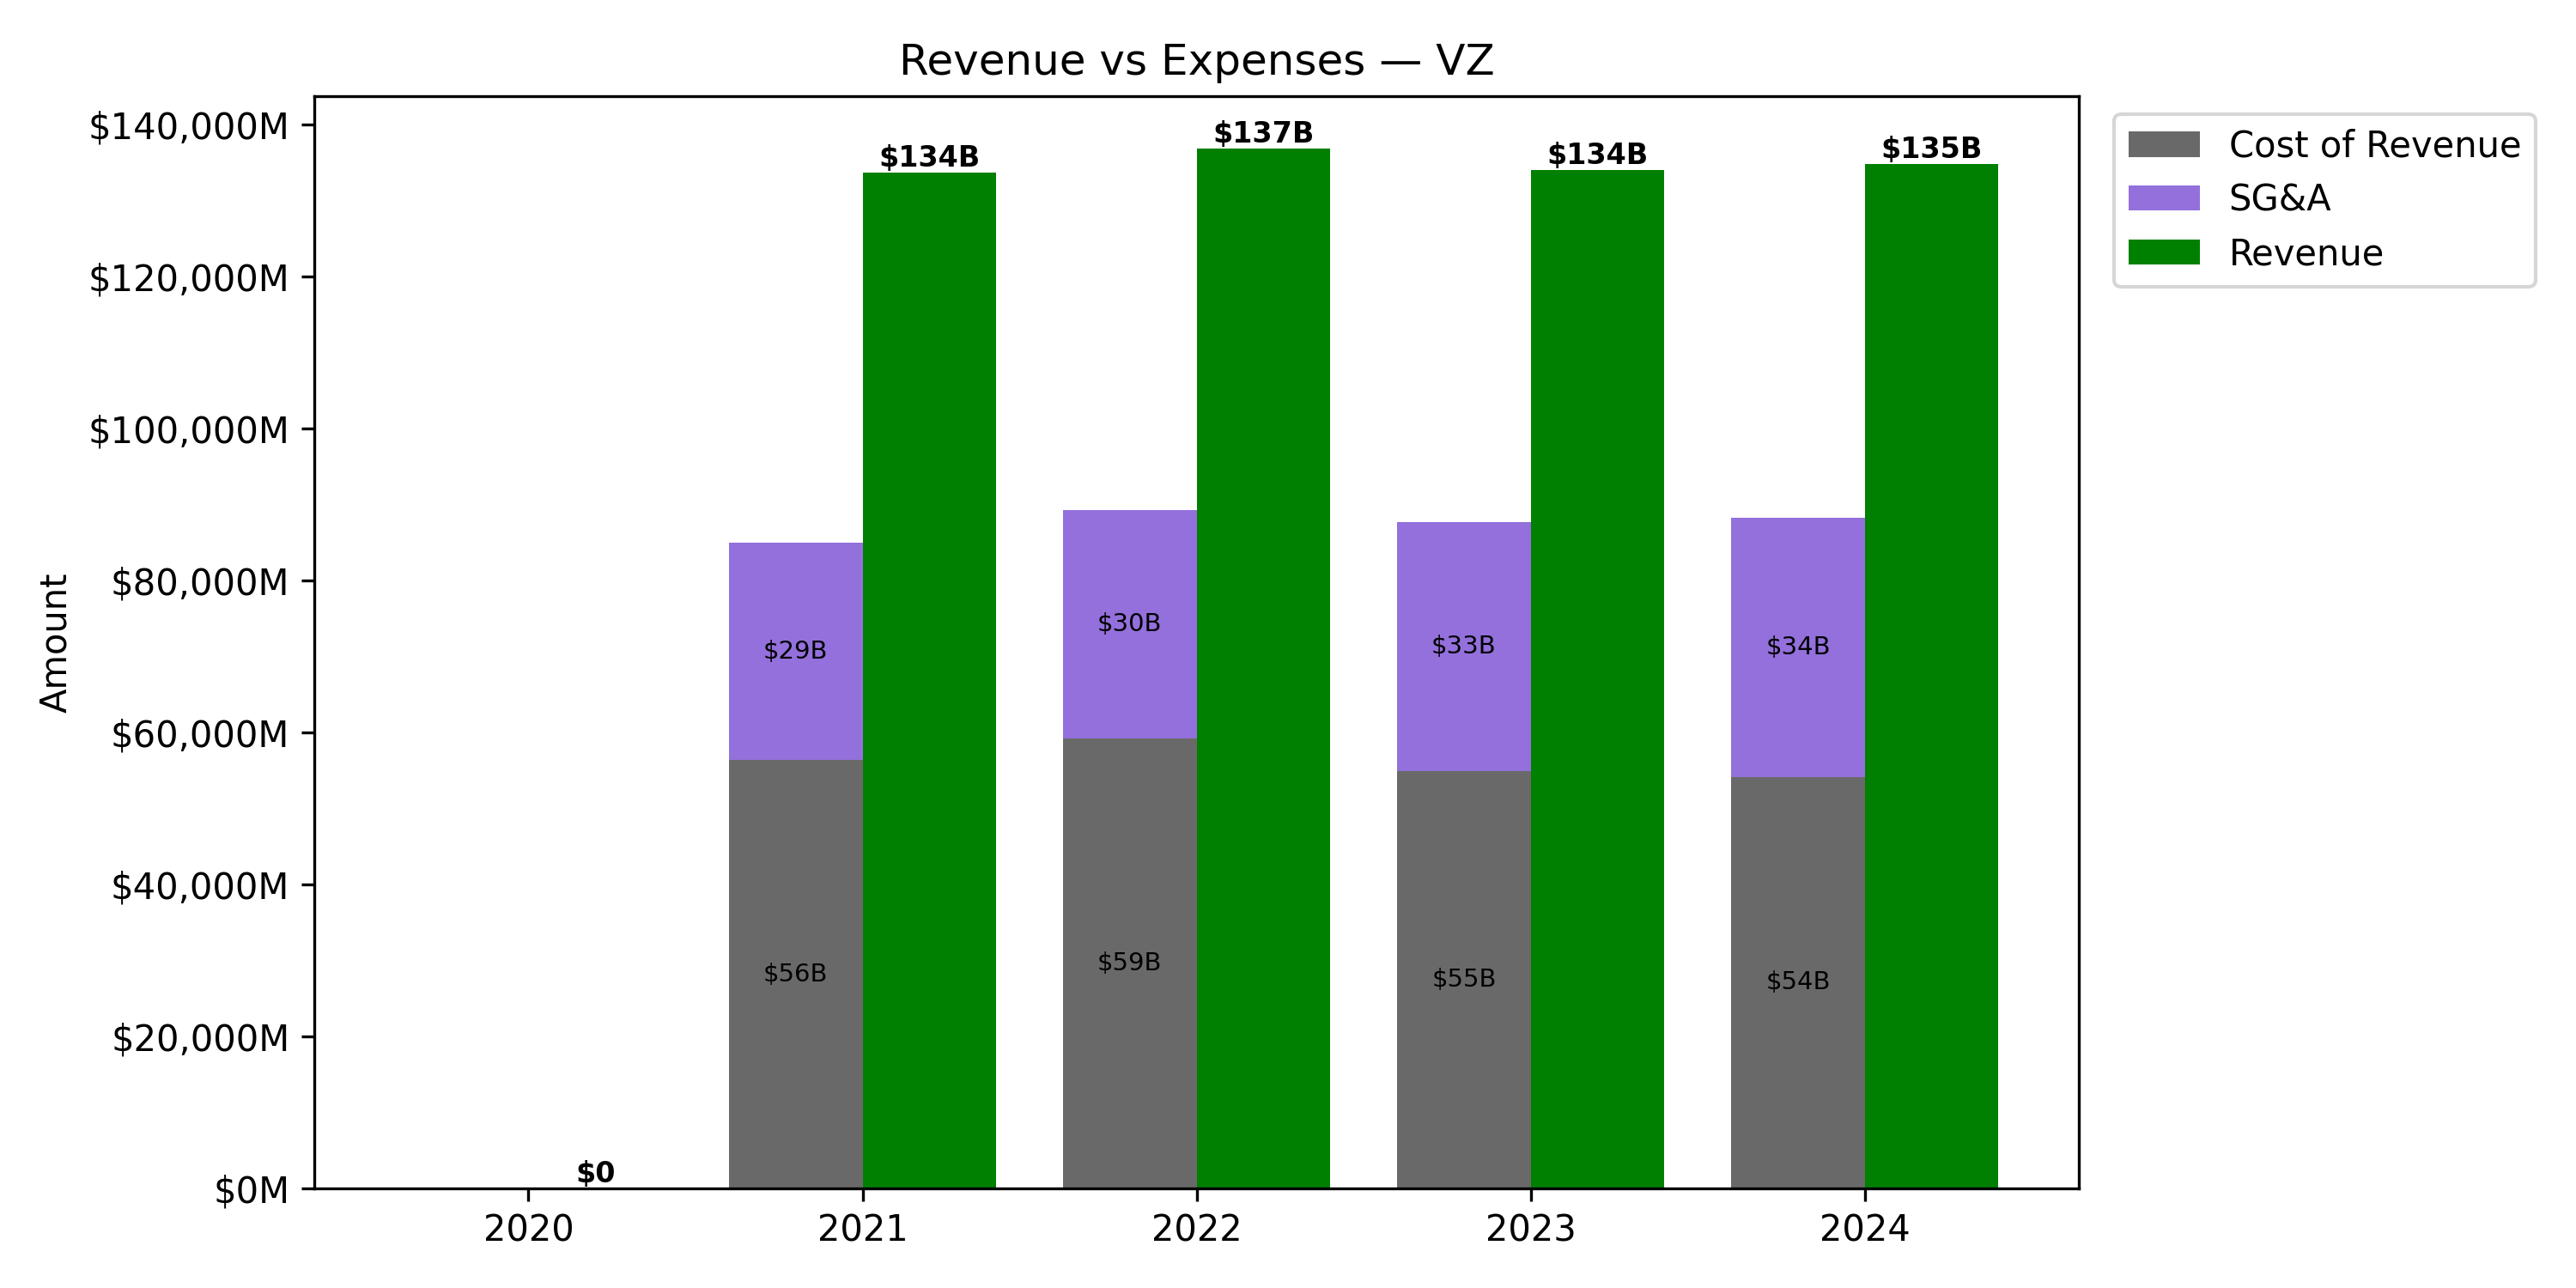 Revenue vs Expenses — VZ
Amount
$140,000M
$120,000M
$100,000M
$80,000M
$60,000M
$40,000M
$20,000M
$0M
$134B
$137B
$134B
$135B
$29B
$30B
$33B
$34B
$56B
$59B
$55B
$54B
$0
2020
2021
2022
2023
2024
Cost of Revenue
SG&A
Revenue